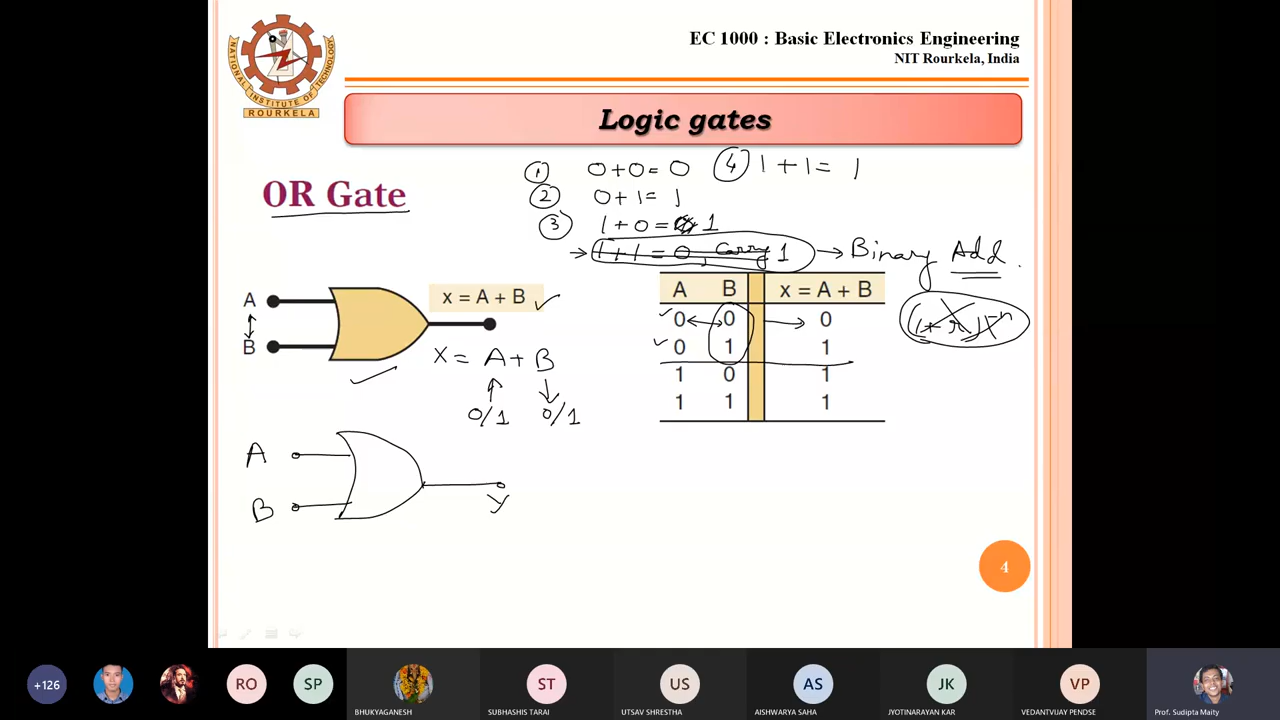 EC 1000 : Basic Electronics Engineering
NIT Rourkela, India
NATIONAL INSTITUTE OF TECHNOLOGY
ROURKELA
Logic gates
OR Gate
① 0+0=0 ④ 1+1= 1
② 0+1= 1
③ 1+0= 1
→ 1+1=0, Carry 1 → Binary Add.
A
B
x = A + B
X = A + B
0/1 0/1
A B x = A + B
0 0 0
0 1 1
1 0 1
1 1 1
(1+x)^-n
A
B
Y
4
+126
RO
SP
BHUKYAGANESH
ST
SUBHASHIS TARAI
US
UTSAV SHRESTHA
AS
AISHWARYA SAHA
JK
JYOTINARAYAN KAR
VP
VEDANTVIJAY PENDSE
Prof. Sudipta Maity